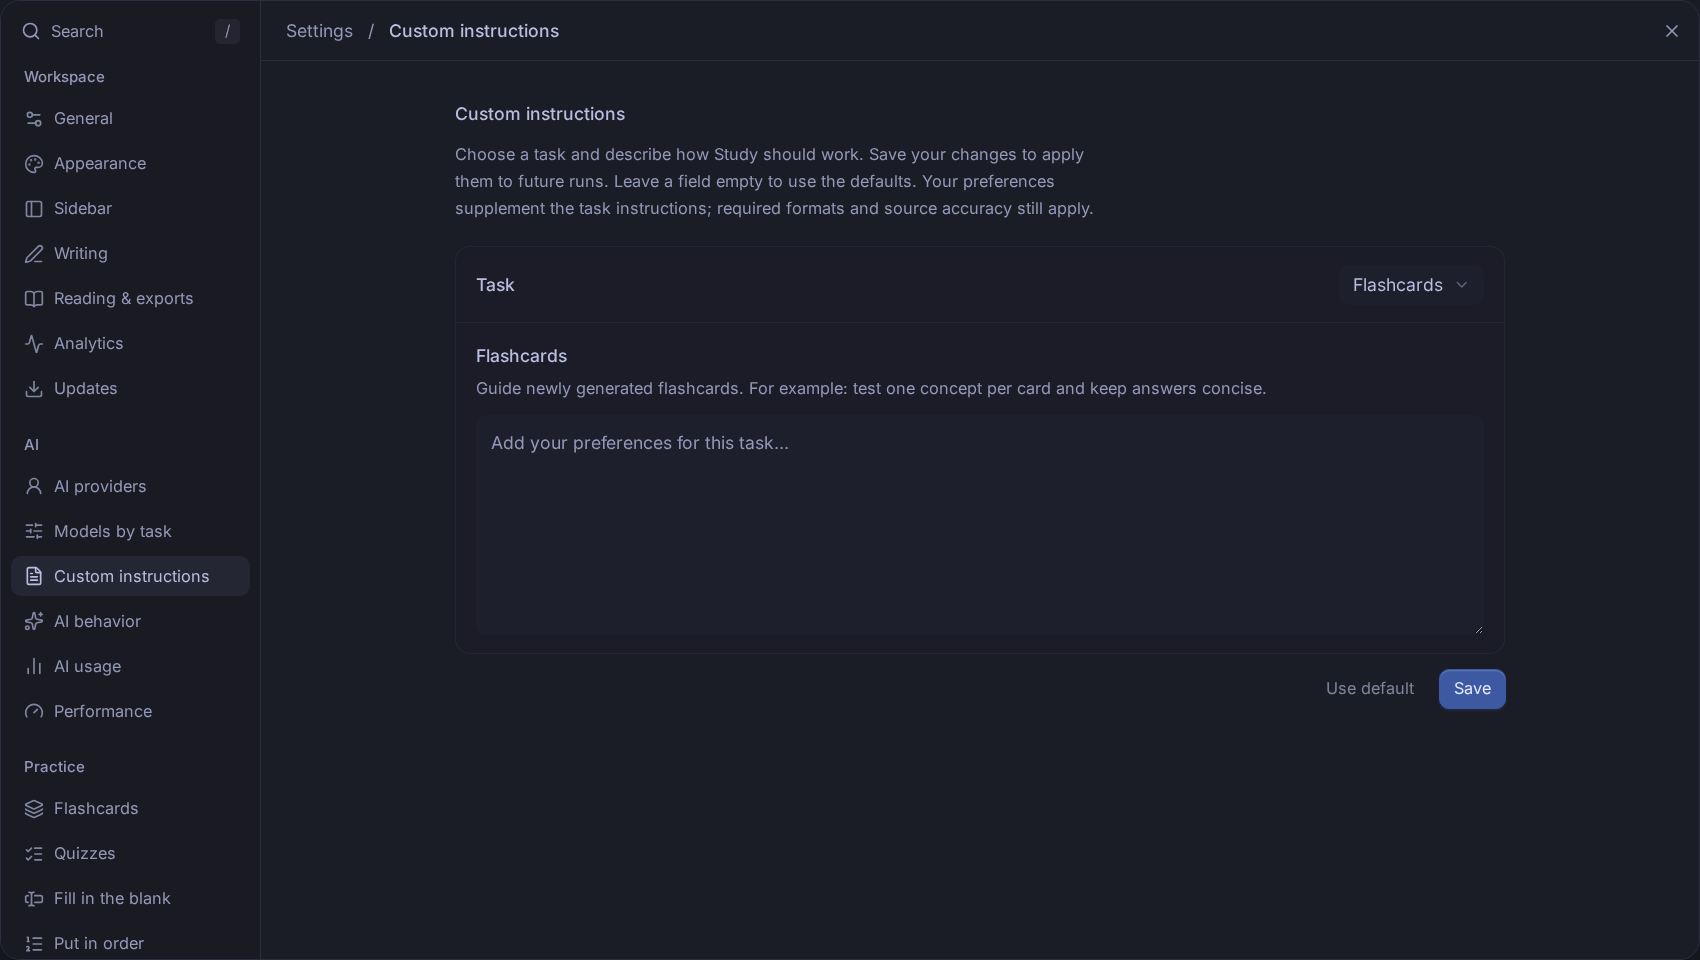 Search
/
Workspace
General
Appearance
Sidebar
Writing
Reading & exports
Analytics
Updates
AI
AI providers
Models by task
Custom instructions
AI behavior
AI usage
Performance
Practice
Flashcards
Quizzes
Fill in the blank
Put in order
Settings / Custom instructions
Custom instructions
Choose a task and describe how Study should work. Save your changes to apply
them to future runs. Leave a field empty to use the defaults. Your preferences
supplement the task instructions; required formats and source accuracy still apply.
Task
Flashcards
Flashcards
Guide newly generated flashcards. For example: test one concept per card and keep answers concise.
Add your preferences for this task...
Use default
Save